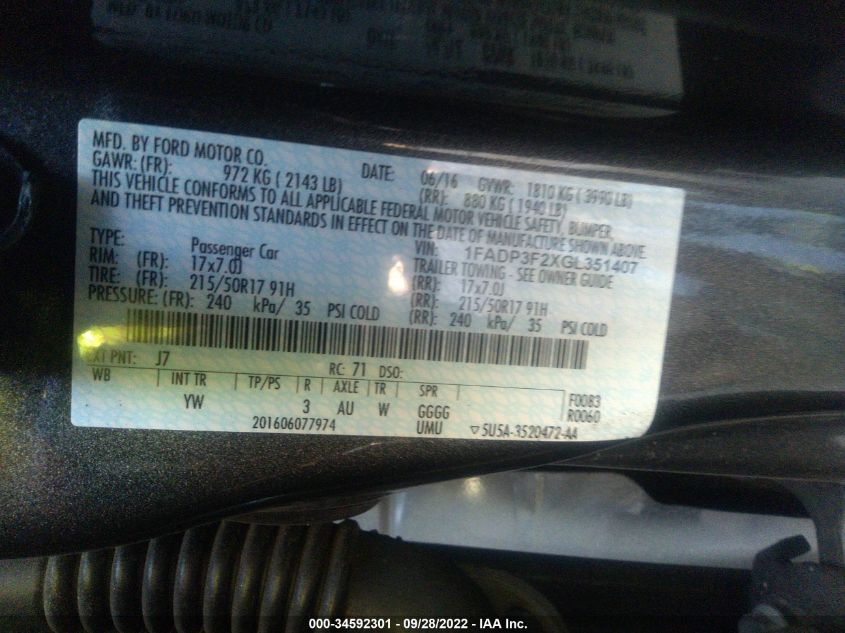 MFD. BY FORD MOTOR CO. DATE: 06/16 GVWR: 1810 KG ( 3990 LB)
GAWR: (FR): 972 KG ( 2143 LB) (RR): 880 KG ( 1940 LB)
THIS VEHICLE CONFORMS TO ALL APPLICABLE FEDERAL MOTOR VEHICLE SAFETY, BUMPER,
AND THEFT PREVENTION STANDARDS IN EFFECT ON THE DATE OF MANUFACTURE SHOWN ABOVE.
VIN: 1FADP3F2XGL351407
TYPE: Passenger Car TRAILER TOWING - SEE OWNER GUIDE
RIM: (FR): 17x7.0J (RR): 17x7.0J
TIRE: (FR): 215/50R17 91H (RR): 215/50R17 91H
PRESSURE: (FR): 240 kPa/ 35 PSI COLD (RR): 240 kPa/ 35 PSI COLD
PNT: J7 RC: 71 DSO:
WB INT TR TP/PS R AXLE TR SPR F0083
YW 3 AU W GGGG R0060
201606077974 UMU ▽5U5A-3520472-AA
000-34592301 - 09/28/2022 - IAA Inc.